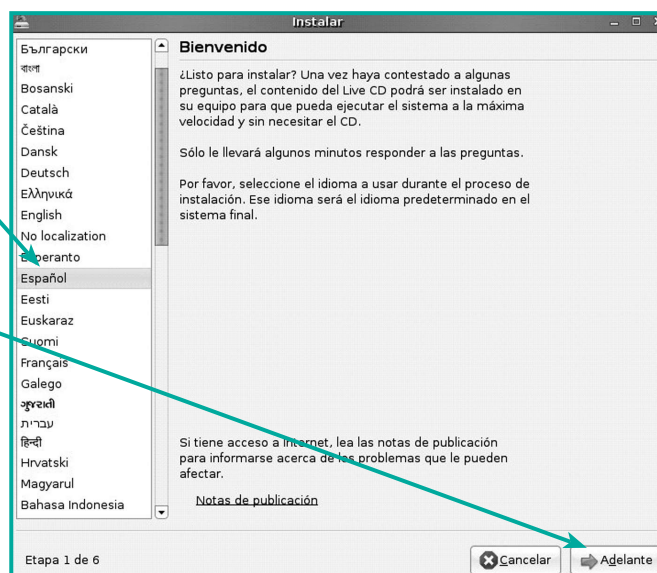 Instalar
Български
বাংলা
Bosanski
Català
Čeština
Dansk
Deutsch
Ελληνικά
English
No localization
Esperanto
Español
Eesti
Euskaraz
Suomi
Français
Galego
ગુજરાતી
עברית
हिन्दी
Hrvatski
Magyarul
Bahasa Indonesia
Bienvenido
¿Listo para instalar? Una vez haya contestado a algunas
preguntas, el contenido del Live CD podrá ser instalado en
su equipo para que pueda ejecutar el sistema a la máxima
velocidad y sin necesitar el CD.
Sólo le llevará algunos minutos responder a las preguntas.
Por favor, seleccione el idioma a usar durante el proceso de
instalación. Ese idioma será el idioma predeterminado en el
sistema final.
Si tiene acceso a Internet, lea las notas de publicación
para informarse acerca de los problemas que le pueden
afectar.
Notas de publicación
Etapa 1 de 6
Cancelar
Adelante